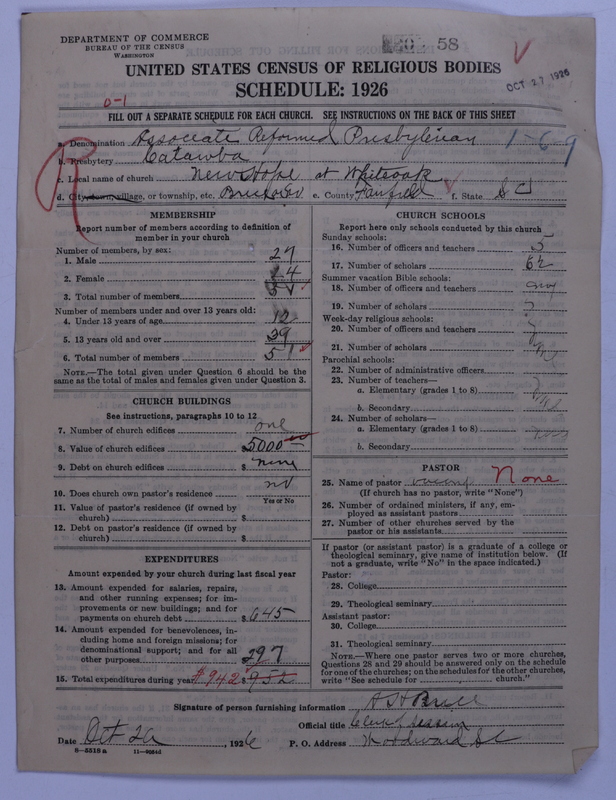 DEPARTMENT OF COMMERCE
BUREAU OF THE CENSUS
WASHINGTON
58
OCT 27 1926
UNITED STATES CENSUS OF RELIGIOUS BODIES
SCHEDULE: 1926
0-1
FILL OUT A SEPARATE SCHEDULE FOR EACH CHURCH. SEE INSTRUCTIONS ON THE BACK OF THIS SHEET
a. Denomination Associate Reformed Presbyterian 1-69
b. Presbytery Catawba
c. Local name of church New Hope at Whiteoak
R
d. City, town, village, or township, etc. e. County Fairfield f. State S C
MEMBERSHIP
Report number of members according to definition of
member in your church
Number of members, by sex:
1. Male 27
2. Female 24
3. Total number of members 51
Number of members under and over 13 years old:
4. Under 13 years of age 12
5. 13 years old and over 39
6. Total number of members 51
NOTE.—The total given under Question 6 should be the
same as the total of males and females given under Question 3.
CHURCH BUILDINGS
See instructions, paragraphs 10 to 12
7. Number of church edifices one
8. Value of church edifices $5000
9. Debt on church edifices $ none
10. Does church own pastor's residence no
Yes or No
11. Value of pastor's residence (if owned by
church) $
12. Debt on pastor's residence (if owned by
church) $
EXPENDITURES
Amount expended by your church during last fiscal year
13. Amount expended for salaries, repairs,
and other running expenses; for im-
provements or new buildings; and for
payments on church debt $645
14. Amount expended for benevolences, in-
cluding home and foreign missions; for
denominational support; and for all
other purposes 297
15. Total expenditures during year $942 $952
CHURCH SCHOOLS
Report here only schools conducted by this church
Sunday schools:
16. Number of officers and teachers 5
17. Number of scholars 52
Summer vacation Bible schools:
18. Number of officers and teachers
19. Number of scholars
Week-day religious schools:
20. Number of officers and teachers
21. Number of scholars
Parochial schools:
22. Number of administrative officers
23. Number of teachers—
a. Elementary (grades 1 to 8)
b. Secondary
24. Number of scholars—
a. Elementary (grades 1 to 8)
b. Secondary
PASTOR
25. Name of pastor None
(If church has no pastor, write "None")
26. Number of ordained ministers, if any, em-
ployed as assistant pastors
27. Number of other churches served by the
pastor or his assistants
If pastor (or assistant pastor) is a graduate of a college or
theological seminary, give name of institution below. (If
not a graduate, write "No" in the space indicated.)
Pastor:
28. College
29. Theological seminary
Assistant pastor:
30. College
31. Theological seminary
NOTE.—Where one pastor serves two or more churches,
Questions 28 and 29 should be answered only on the schedule
for one of the churches; on the schedules for the other churches,
write "See schedule for church."
Signature of person furnishing information
Official title Clerk of session
Date Oct , 1926 P. O. Address Woodward S C
8-5518a